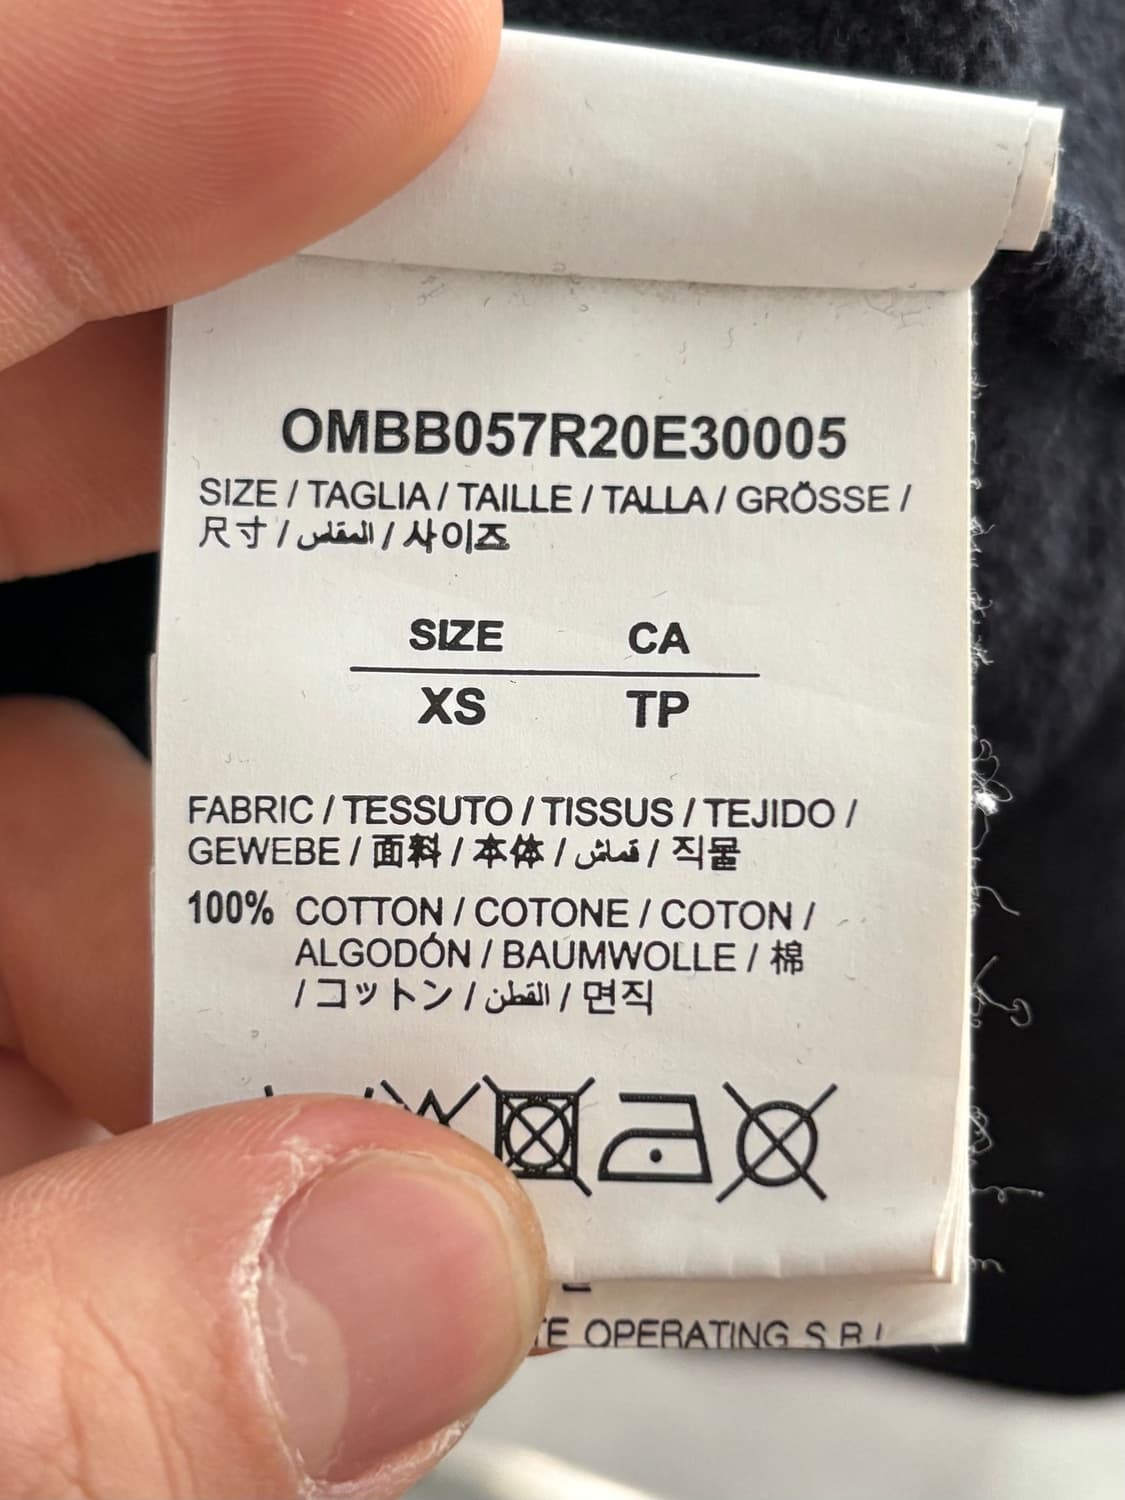 OMBB057R20E30005
SIZE / TAGLIA / TAILLE / TALLA / GRÖSSE /
尺寸 / المقاس / 사이즈
SIZE CA
XS TP
FABRIC / TESSUTO / TISSUS / TEJIDO /
GEWEBE / 面料 / 本体 / قماش / 직물
100% COTTON / COTONE / COTON /
ALGODÓN / BAUMWOLLE / 棉
/ コットン / القطن / 면직
OPERATING S.R.L